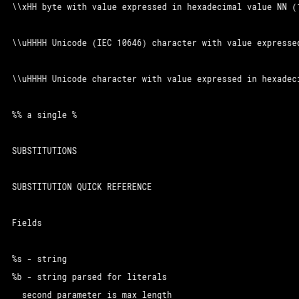 \\xHH byte with value expressed in hexadecimal value NN (
\\uHHHH Unicode (IEC 10646) character with value expressed
\\uHHHH Unicode character with value expressed in hexadeci
%% a single %
SUBSTITUTIONS
SUBSTITUTION QUICK REFERENCE
Fields
%s - string
%b - string parsed for literals
second parameter is max length